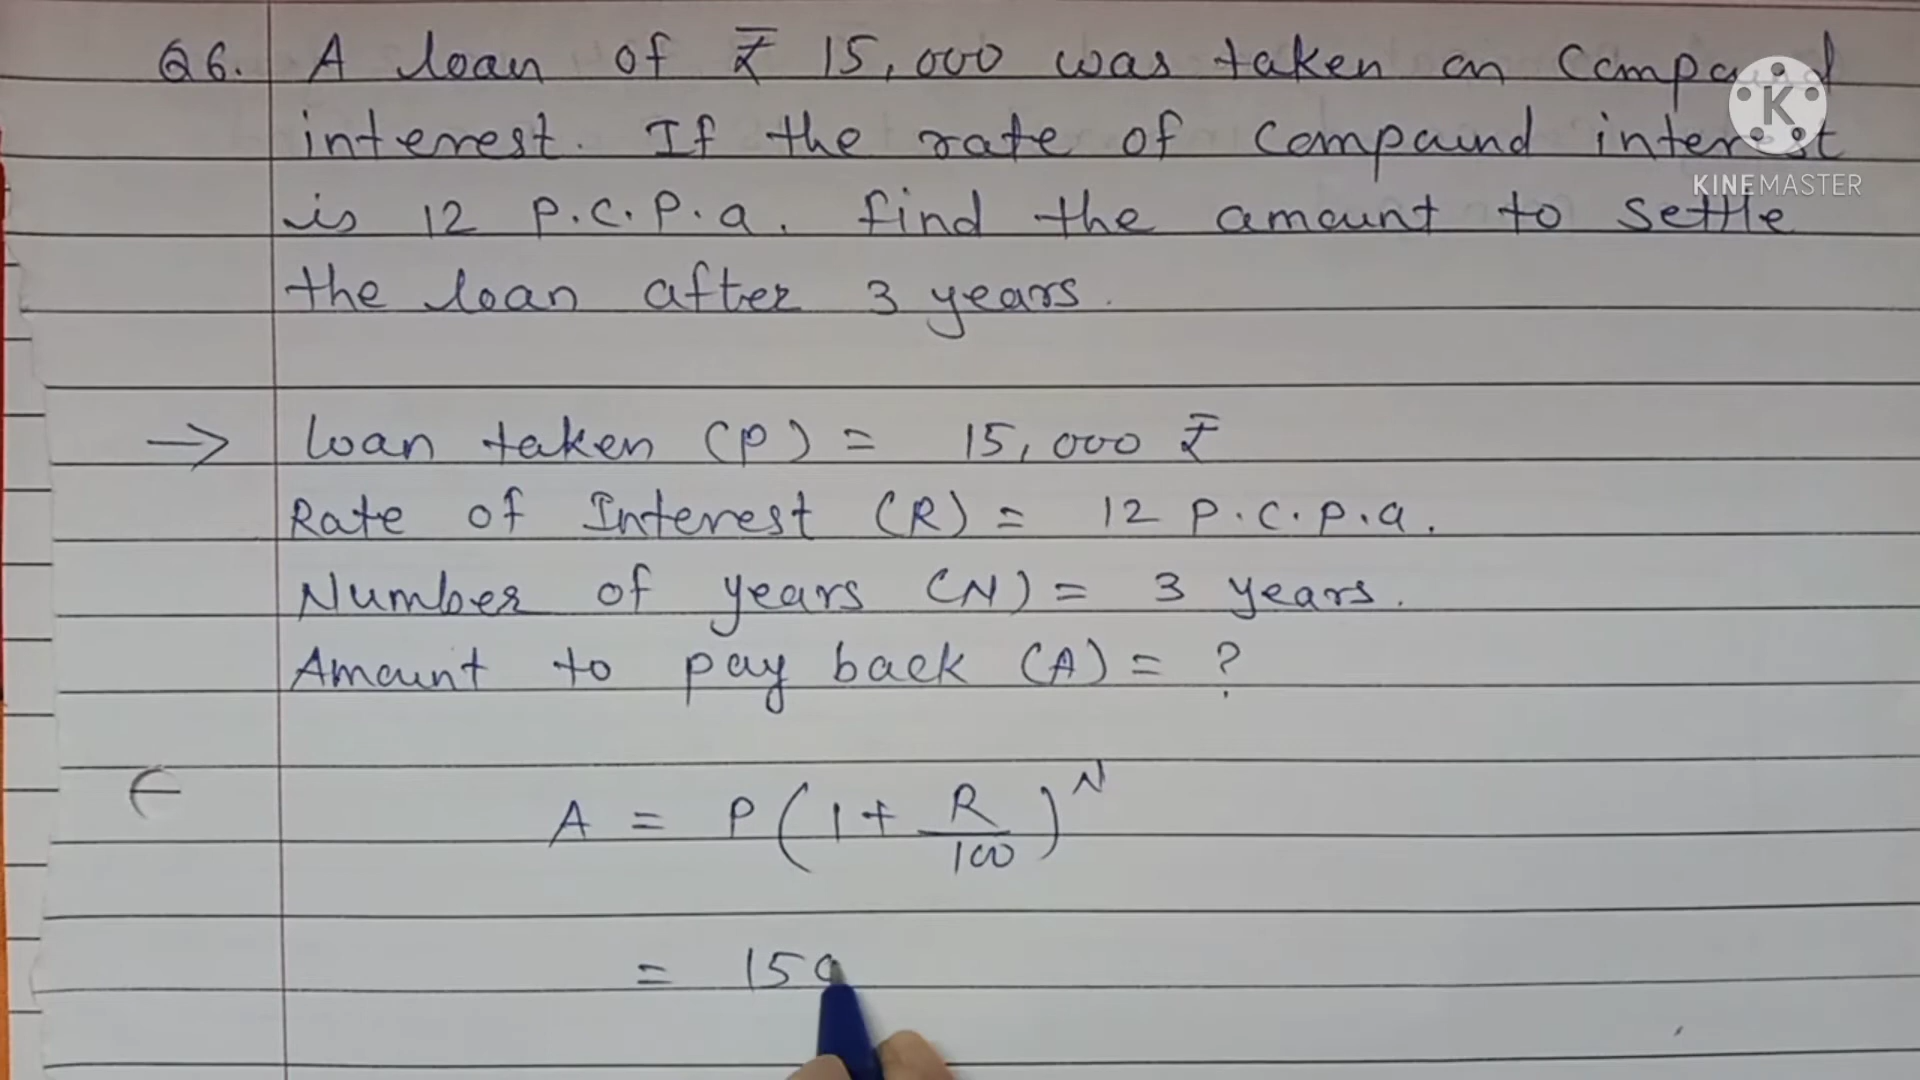 Q6. A loan of ₹ 15,000 was taken on Compound
interest. If the rate of Compound interest
is 12 P.C.P.a. find the amount to settle
the loan after 3 years.
K
KINEMASTER
→ Loan taken (P) = 15,000 ₹
Rate of Interest (R) = 12 P.C.P.a.
Number of years (N) = 3 years.
Amount to pay back (A) = ?
A = P (1 + R/100)^N
= 150